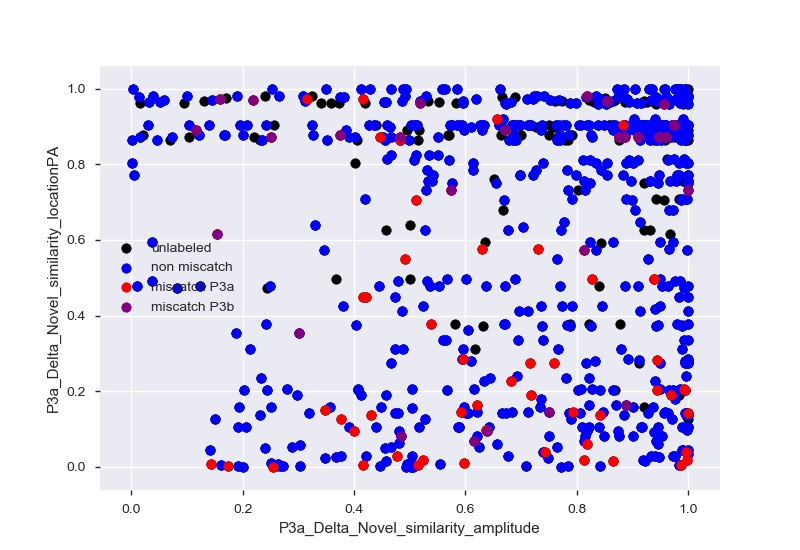 1.0
0.8
0.6
0.4
0.2
0.0
P3a_Delta_Novel_similarity_locationPA
unlabeled
non miscatch
miscatch P3a
miscatch P3b
0.0 0.2 0.4 0.6 0.8 1.0
P3a_Delta_Novel_similarity_amplitude